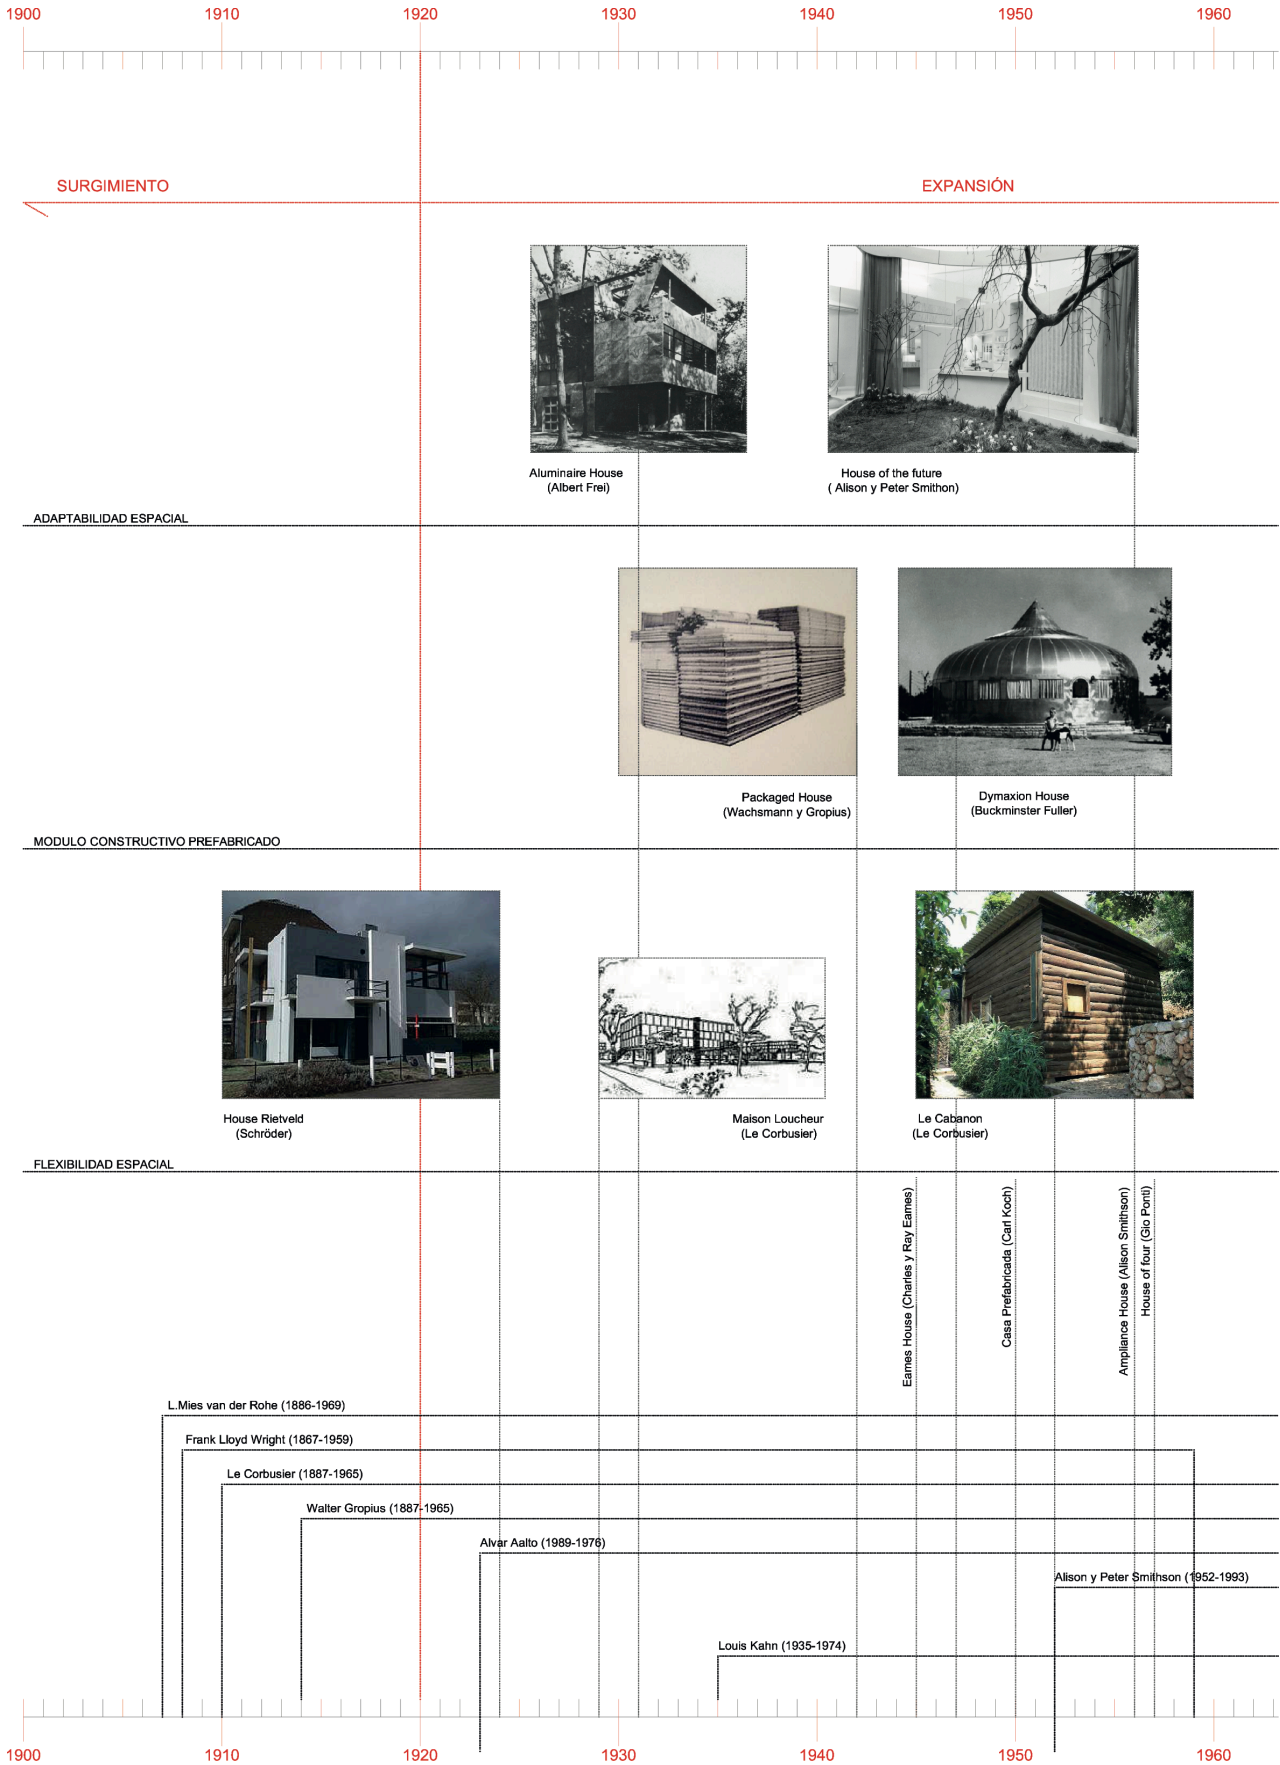 1900 1910 1920 1930 1940 1950 1960
SURGIMIENTO EXPANSIÓN
Aluminaire House
(Albert Frei)
House of the future
( Alison y Peter Smithon)
ADAPTABILIDAD ESPACIAL
Packaged House
(Wachsmann y Gropius)
Dymaxion House
(Buckminster Fuller)
MODULO CONSTRUCTIVO PREFABRICADO
House Rietveld
(Schröder)
Maison Loucheur
(Le Corbusier)
Le Cabanon
(Le Corbusier)
FLEXIBILIDAD ESPACIAL
Eames House (Charles y Ray Eames)
Casa Prefabricada (Carl Koch)
Ampliance House (Alison Smithson)
House of four (Gio Ponti)
L.Mies van der Rohe (1886-1969)
Frank Lloyd Wright (1867-1959)
Le Corbusier (1887-1965)
Walter Gropius (1887-1965)
Alvar Aalto (1989-1976)
Alison y Peter Smithson (1952-1993)
Louis Kahn (1935-1974)
1900 1910 1920 1930 1940 1950 1960